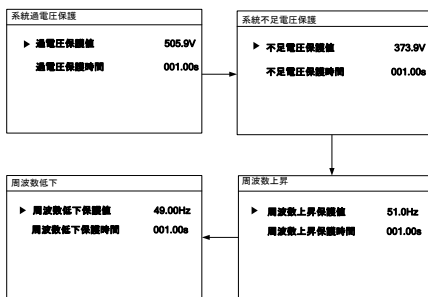 系統過電圧保護
▶ 過電圧保護値 505.9V
過電圧保護時間 001.00s
系統不足電圧保護
▶ 不足電圧保護値 373.9V
不足電圧保護時間 001.00s
周波数低下
▶ 周波数低下保護値 49.00Hz
周波数低下保護時間 001.00s
周波数上昇
▶ 周波数上昇保護値 51.0Hz
周波数上昇保護時間 001.00s